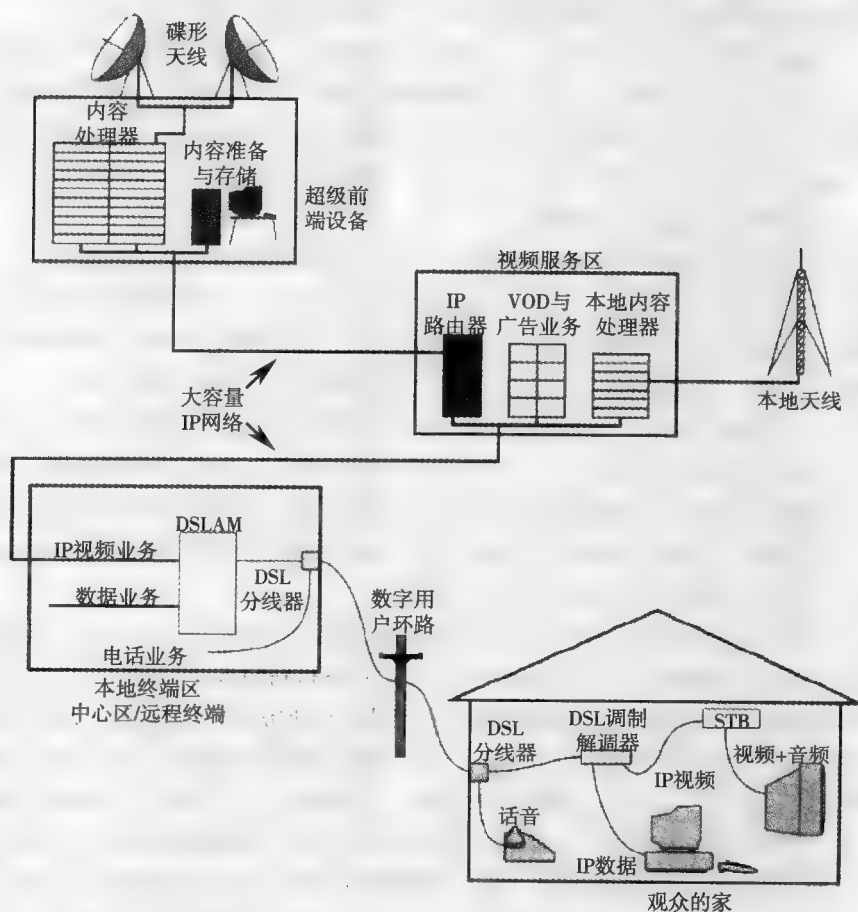 碟形
天线
内容
处理器
内容准备
与存储
超级前
端设备
视频服务区
IP
路由器
VOD与
广告业务
本地内容
处理器
本地天线
大容量
IP网络
DSLAM
IP视频业务
DSL
分线器
数据业务
电话业务
本地终端区
中心区/远程终端
数字用
户环路
DSL
分线器
DSL调制
解调器
STB
视频+音频
IP视频
话音
IP数据
观众的家